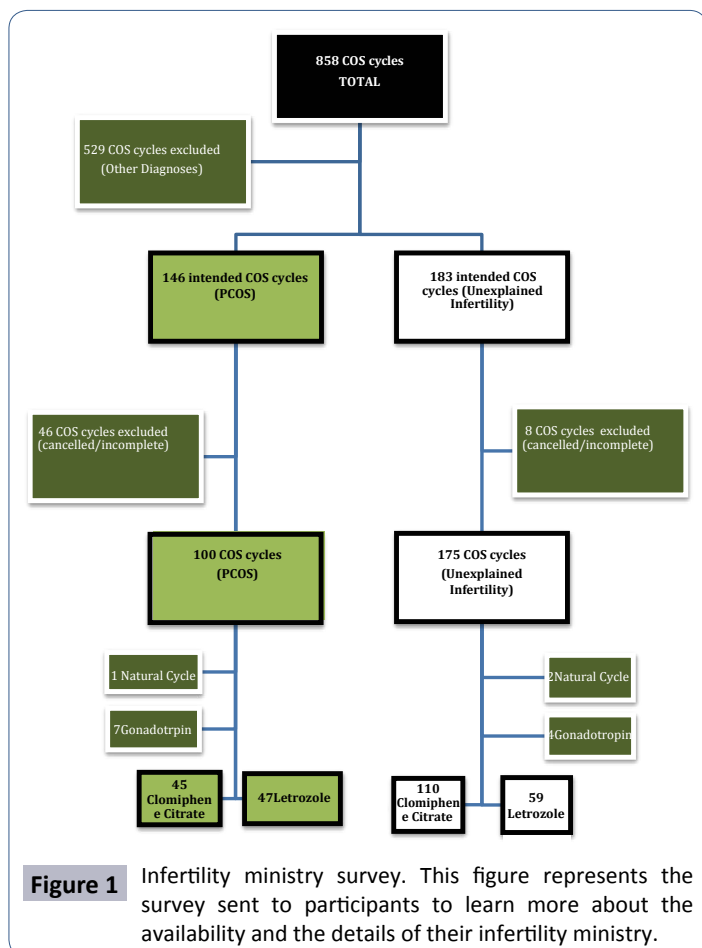 858 COS cycles
TOTAL
529 COS cycles excluded
(Other Diagnoses)
146 intended COS cycles
(PCOS)
183 intended COS
cycles (Unexplained
Infertility)
46 COS cycles excluded
(cancelled/incomplete)
8 COS cycles excluded
(cancelled/incomplete)
100 COS cycles
(PCOS)
175 COS cycles
(Unexplained
Infertility)
1 Natural Cycle
2Natural Cycle
7Gonadotrpin
4Gonadotropin
45
Clomiphen
e Citrate
47Letrozole
110
Clomiphen
e Citrate
59
Letrozole
Figure 1 Infertility ministry survey. This figure represents the
survey sent to participants to learn more about the
availability and the details of their infertility ministry.